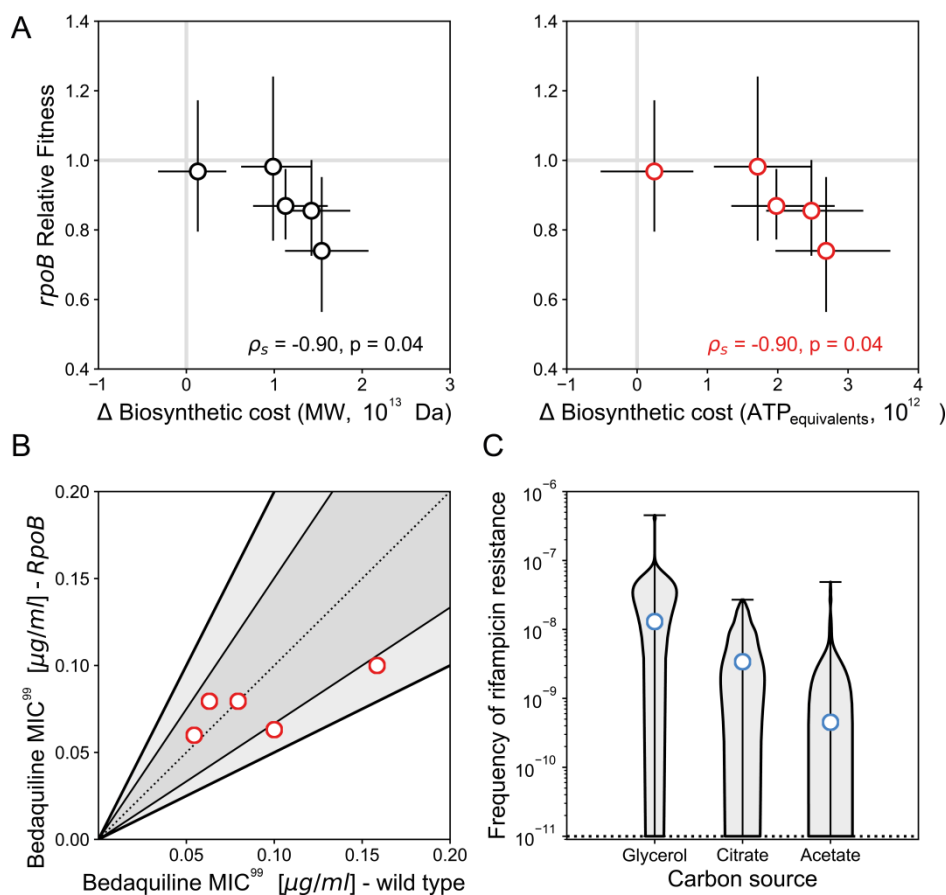 A
rpoB Relative Fitness
1.4
1.2
1.0
0.8
0.6
0.4
ρs = -0.90, p = 0.04
−1 0 1 2 3
Δ Biosynthetic cost (MW, 10¹³ Da)
1.4
1.2
1.0
0.8
0.6
0.4
ρs = -0.90, p = 0.04
−1 0 1 2 3 4
Δ Biosynthetic cost (ATPequivalents, 10¹² )
B
Bedaquiline MIC⁹⁹ [μg/ml] - RpoB
0.20
0.15
0.10
0.05
0.00
0.05 0.10 0.15 0.20
Bedaquiline MIC⁹⁹ [μg/ml] - wild type
C
Frequency of rifampicin resistance
10⁻⁶
10⁻⁷
10⁻⁸
10⁻⁹
10⁻¹⁰
10⁻¹¹
Glycerol Citrate Acetate
Carbon source